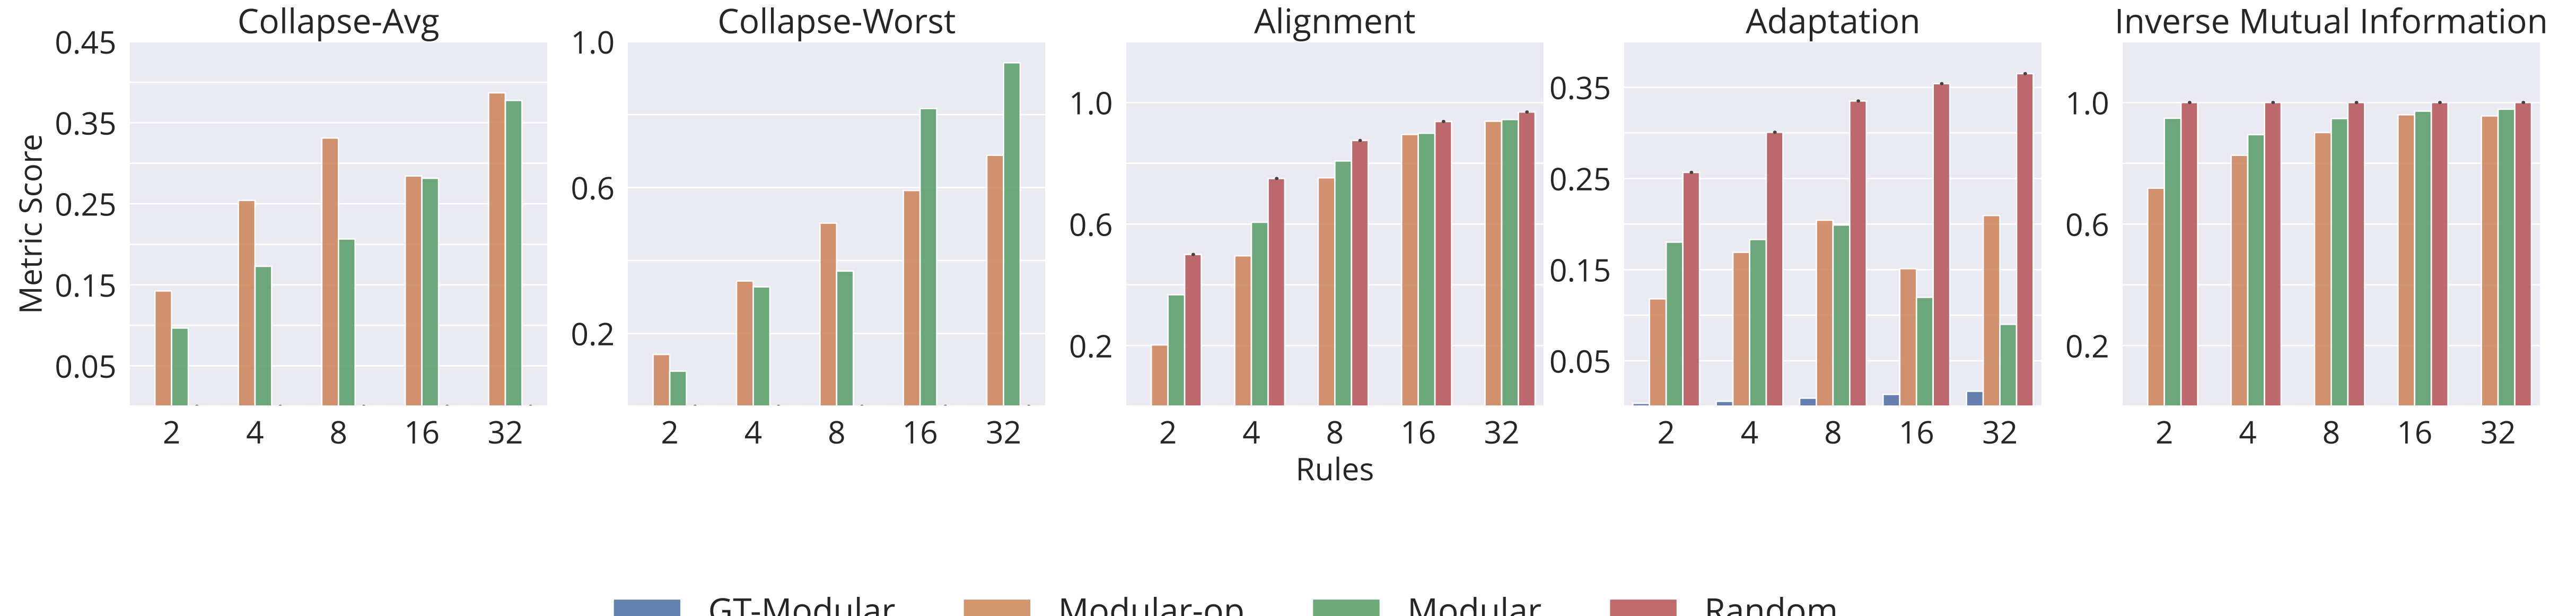 Collapse-Avg
Collapse-Worst
Alignment
Adaptation
Inverse Mutual Information
Metric Score
0.45
0.35
0.25
0.15
0.05
2 4 8 16 32
1.0
0.6
0.2
2 4 8 16 32
1.0
0.6
0.2
2 4 8 16 32
0.35
0.25
0.15
0.05
2 4 8 16 32
1.0
0.6
0.2
2 4 8 16 32
Rules
GT-Modular Modular-op Modular Random